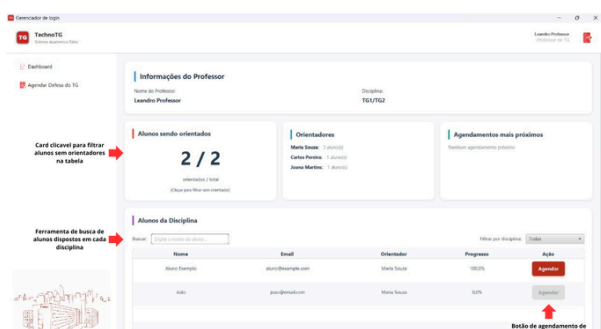 Gerenciador de login
TG
TechnoTG
Sistema Acadêmico Fatec
Leandro Professor
Professor de TG
Dashboard
Agendar Defesa do TG
Informações do Professor
Nome do Professor:
Disciplina:
Leandro Professor
TG1/TG2
Card clicavel para filtrar
alunos sem orientadores
na tabela
Alunos sendo orientados
2 / 2
orientados / total
(Clique para filtrar sem orientador)
Orientadores
Maria Souza: 1 aluno(s)
Carlos Pereira: 1 aluno(s)
Joana Martins: 1 aluno(s)
Agendamentos mais próximos
Nenhum agendamento próximo
Ferramenta de busca de
alunos dispostos em cada
disciplina
Alunos da Disciplina
Buscar:
Digite o nome do aluno...
Filtrar por disciplina:
Todas
Nome Email Orientador Progresso Ação
Aluno Exemplo aluno@example.com Maria Souza 100,0% Agendar
João Maria Souza 0,0% Agendar
Botão de agendamento de